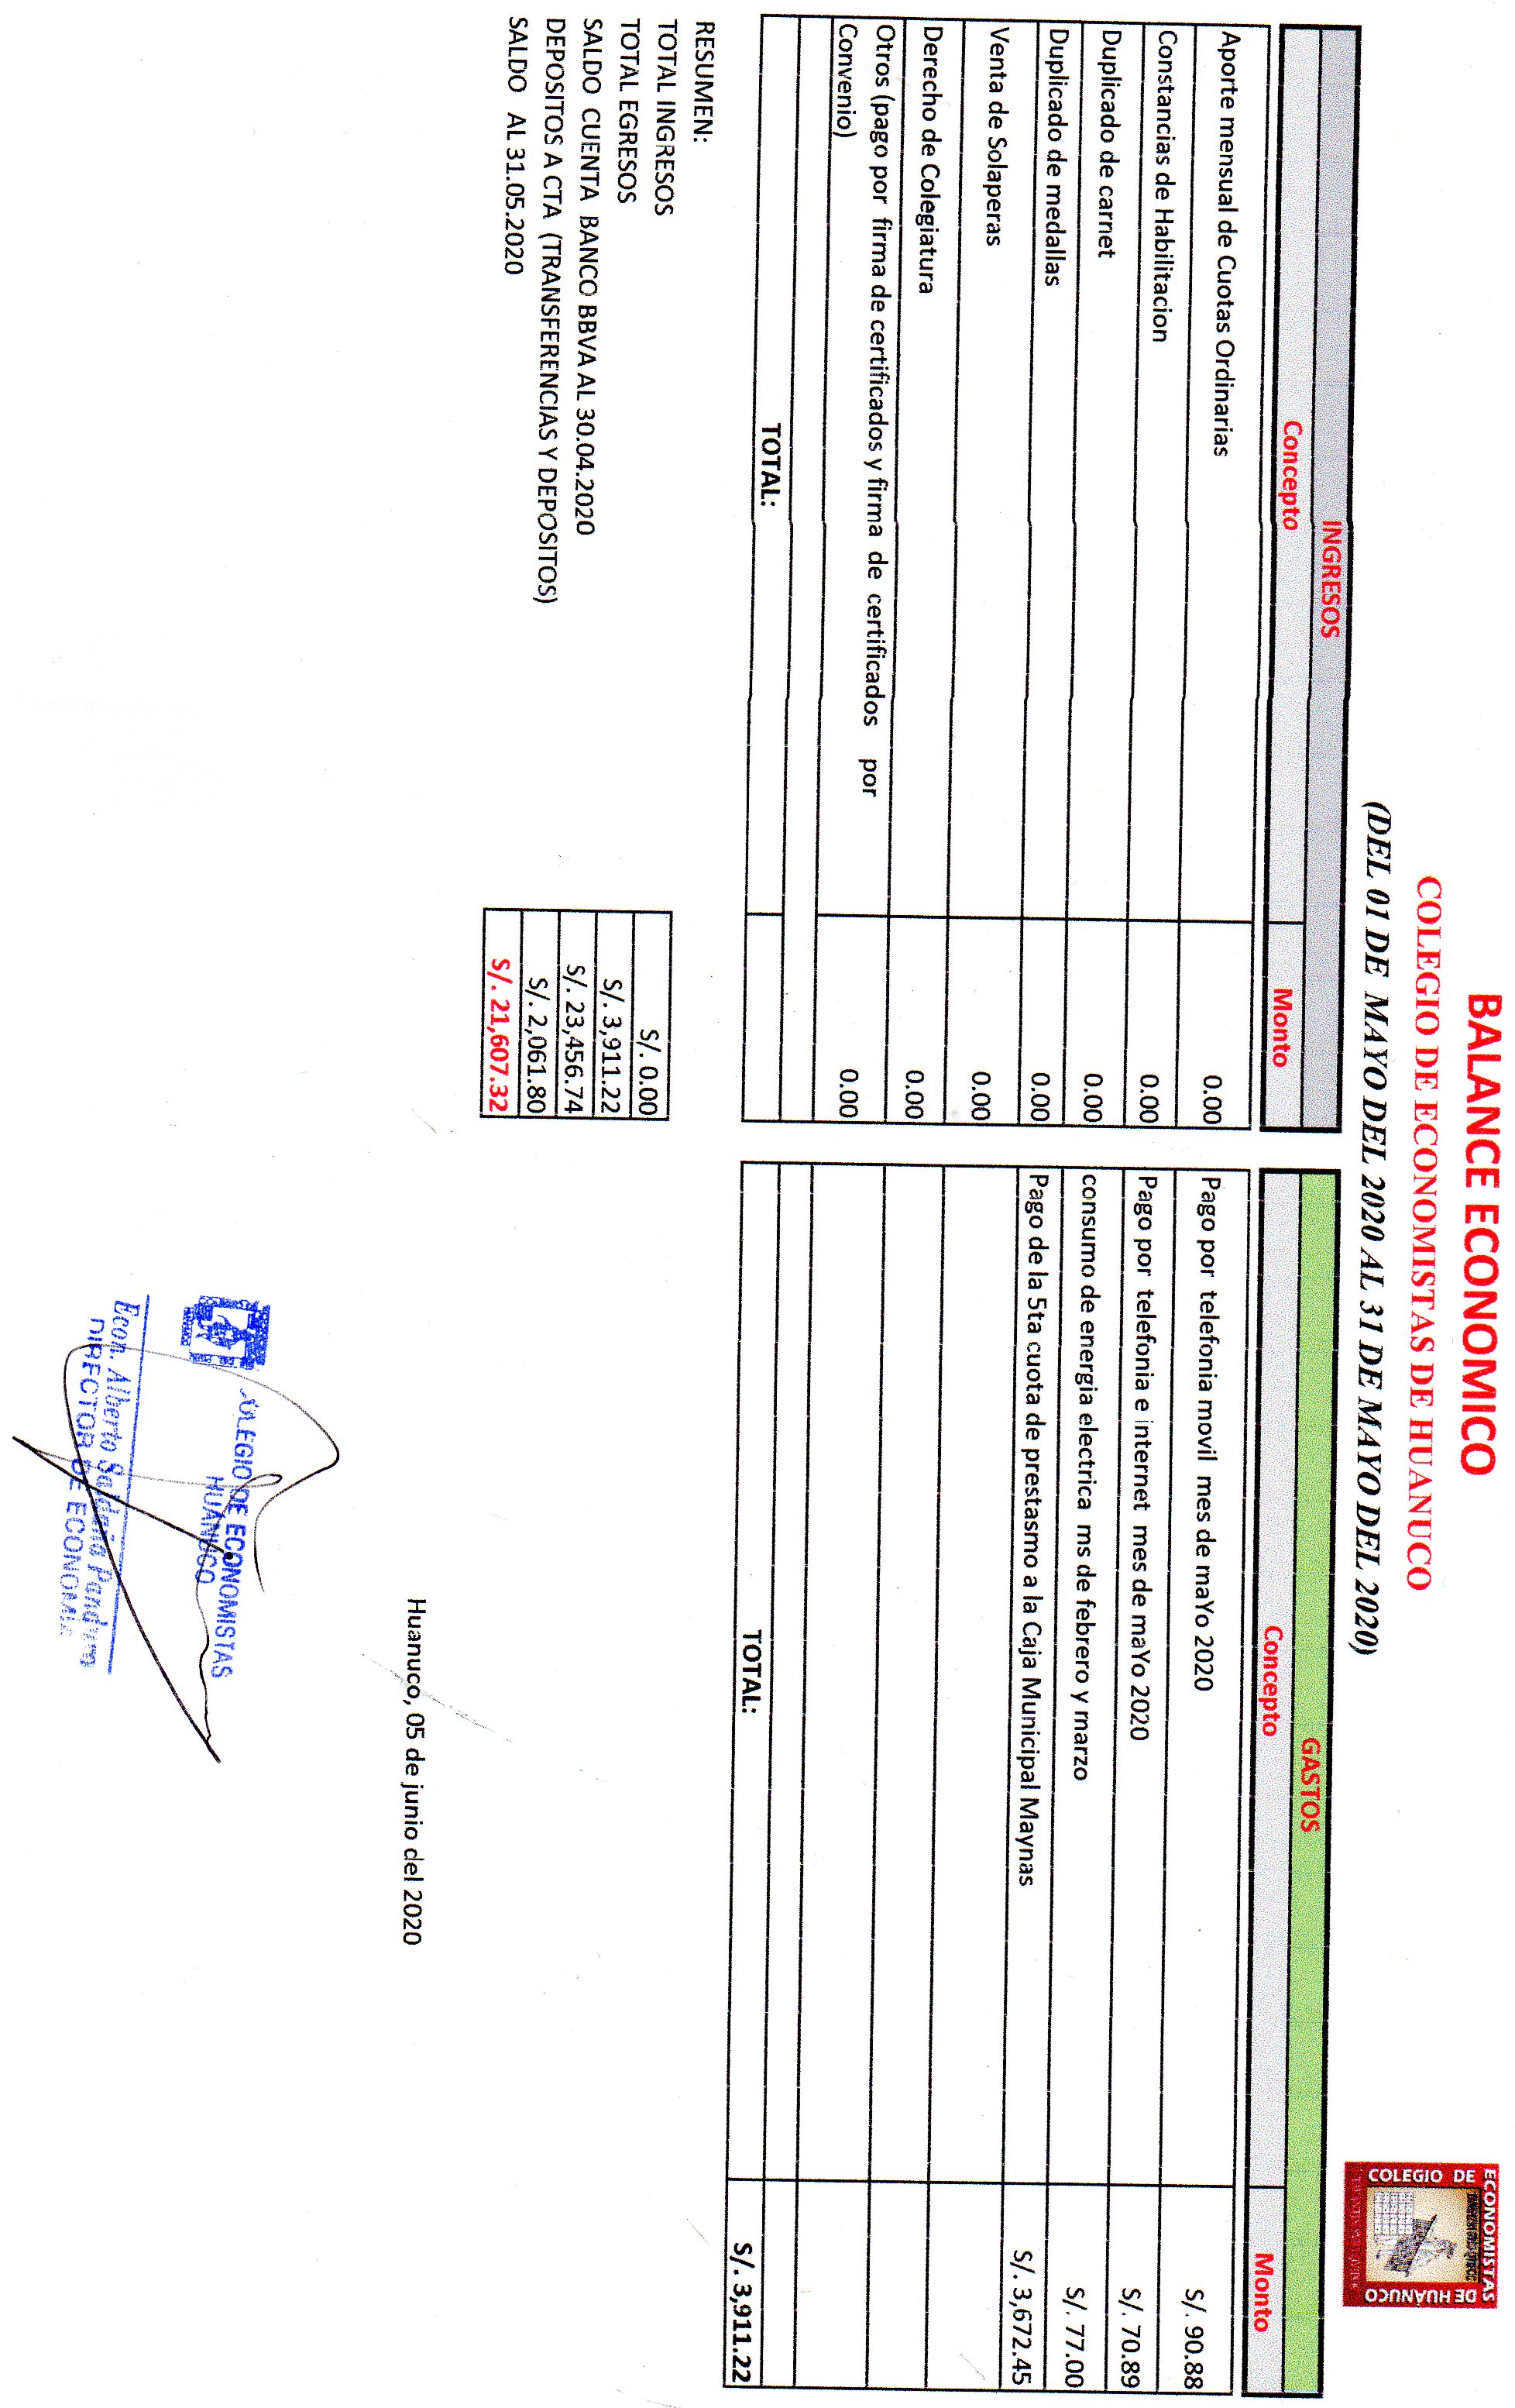 BALANCE ECONOMICO
COLEGIO DE ECONOMISTAS DE HUANUCO
(DEL 01 DE MAYO DEL 2020 AL 31 DE MAYO DEL 2020)
COLEGIO DE ECONOMISTAS DE HUÁNUCO
INGRESOS
Concepto Monto
Aporte mensual de Cuotas Ordinarias 0.00
Constancias de Habilitacion 0.00
Duplicado de carnet 0.00
Duplicado de medallas 0.00
Venta de Solaperas 0.00
Derecho de Colegiatura 0.00
Otros (pago por firma de certificados y firma de certificados por
Convenio) 0.00
TOTAL:
GASTOS
Concepto Monto
Pago por telefonia movil mes de maYo 2020 S/. 90.88
Pago por telefonia e internet mes de maYo 2020 S/. 70.89
consumo de energia electrica ms de febrero y marzo S/. 77.00
Pago de la 5ta cuota de prestasmo a la Caja Municipal Maynas S/. 3,672.45
TOTAL: S/. 3,911.22
RESUMEN:
TOTAL INGRESOS S/. 0.00
TOTAL EGRESOS S/. 3,911.22
SALDO CUENTA BANCO BBVA AL 30.04.2020 S/. 23,456.74
DEPOSITOS A CTA (TRANSFERENCIAS Y DEPOSITOS) S/. 2,061.80
SALDO AL 31.05.2020 S/. 21,607.32
Huanuco, 05 de junio del 2020
COLEGIO DE ECONOMISTAS
HUÁNUCO
Econ. Alberto Saldaña Panduro
DIRECTOR DE ECONOMÍA